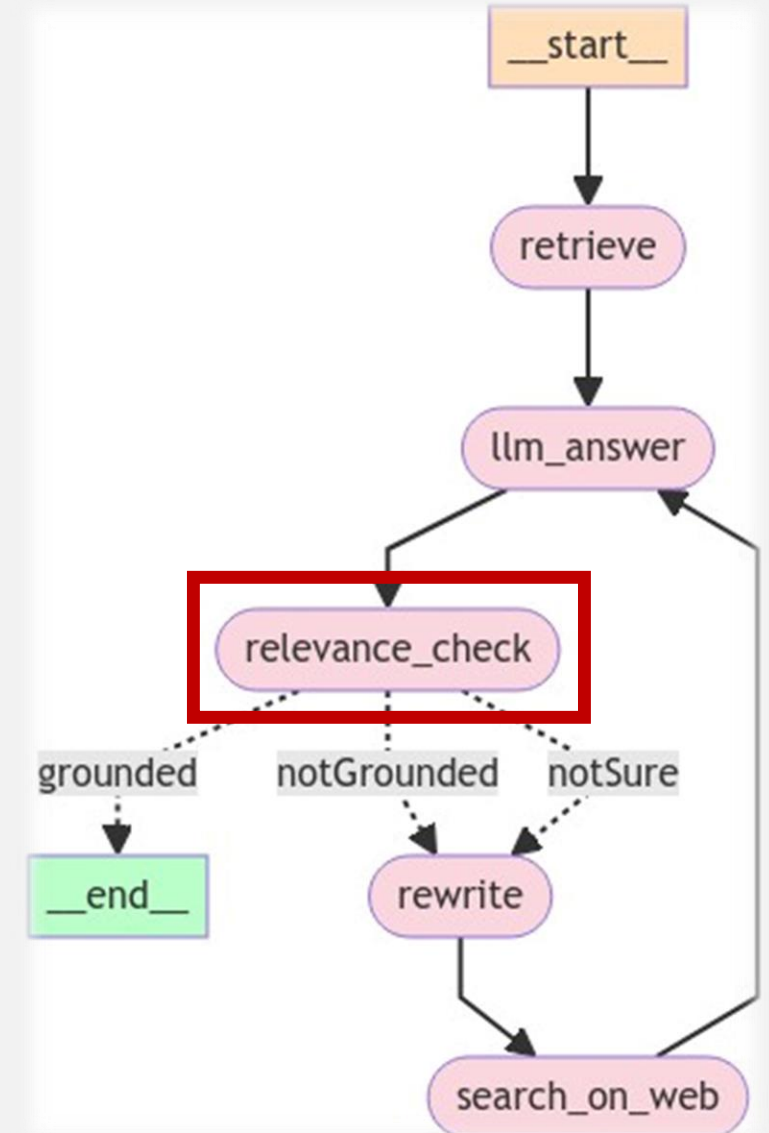 __start__
retrieve
llm_answer
relevance_check
grounded
notGrounded
notSure
__end__
rewrite
search_on_web